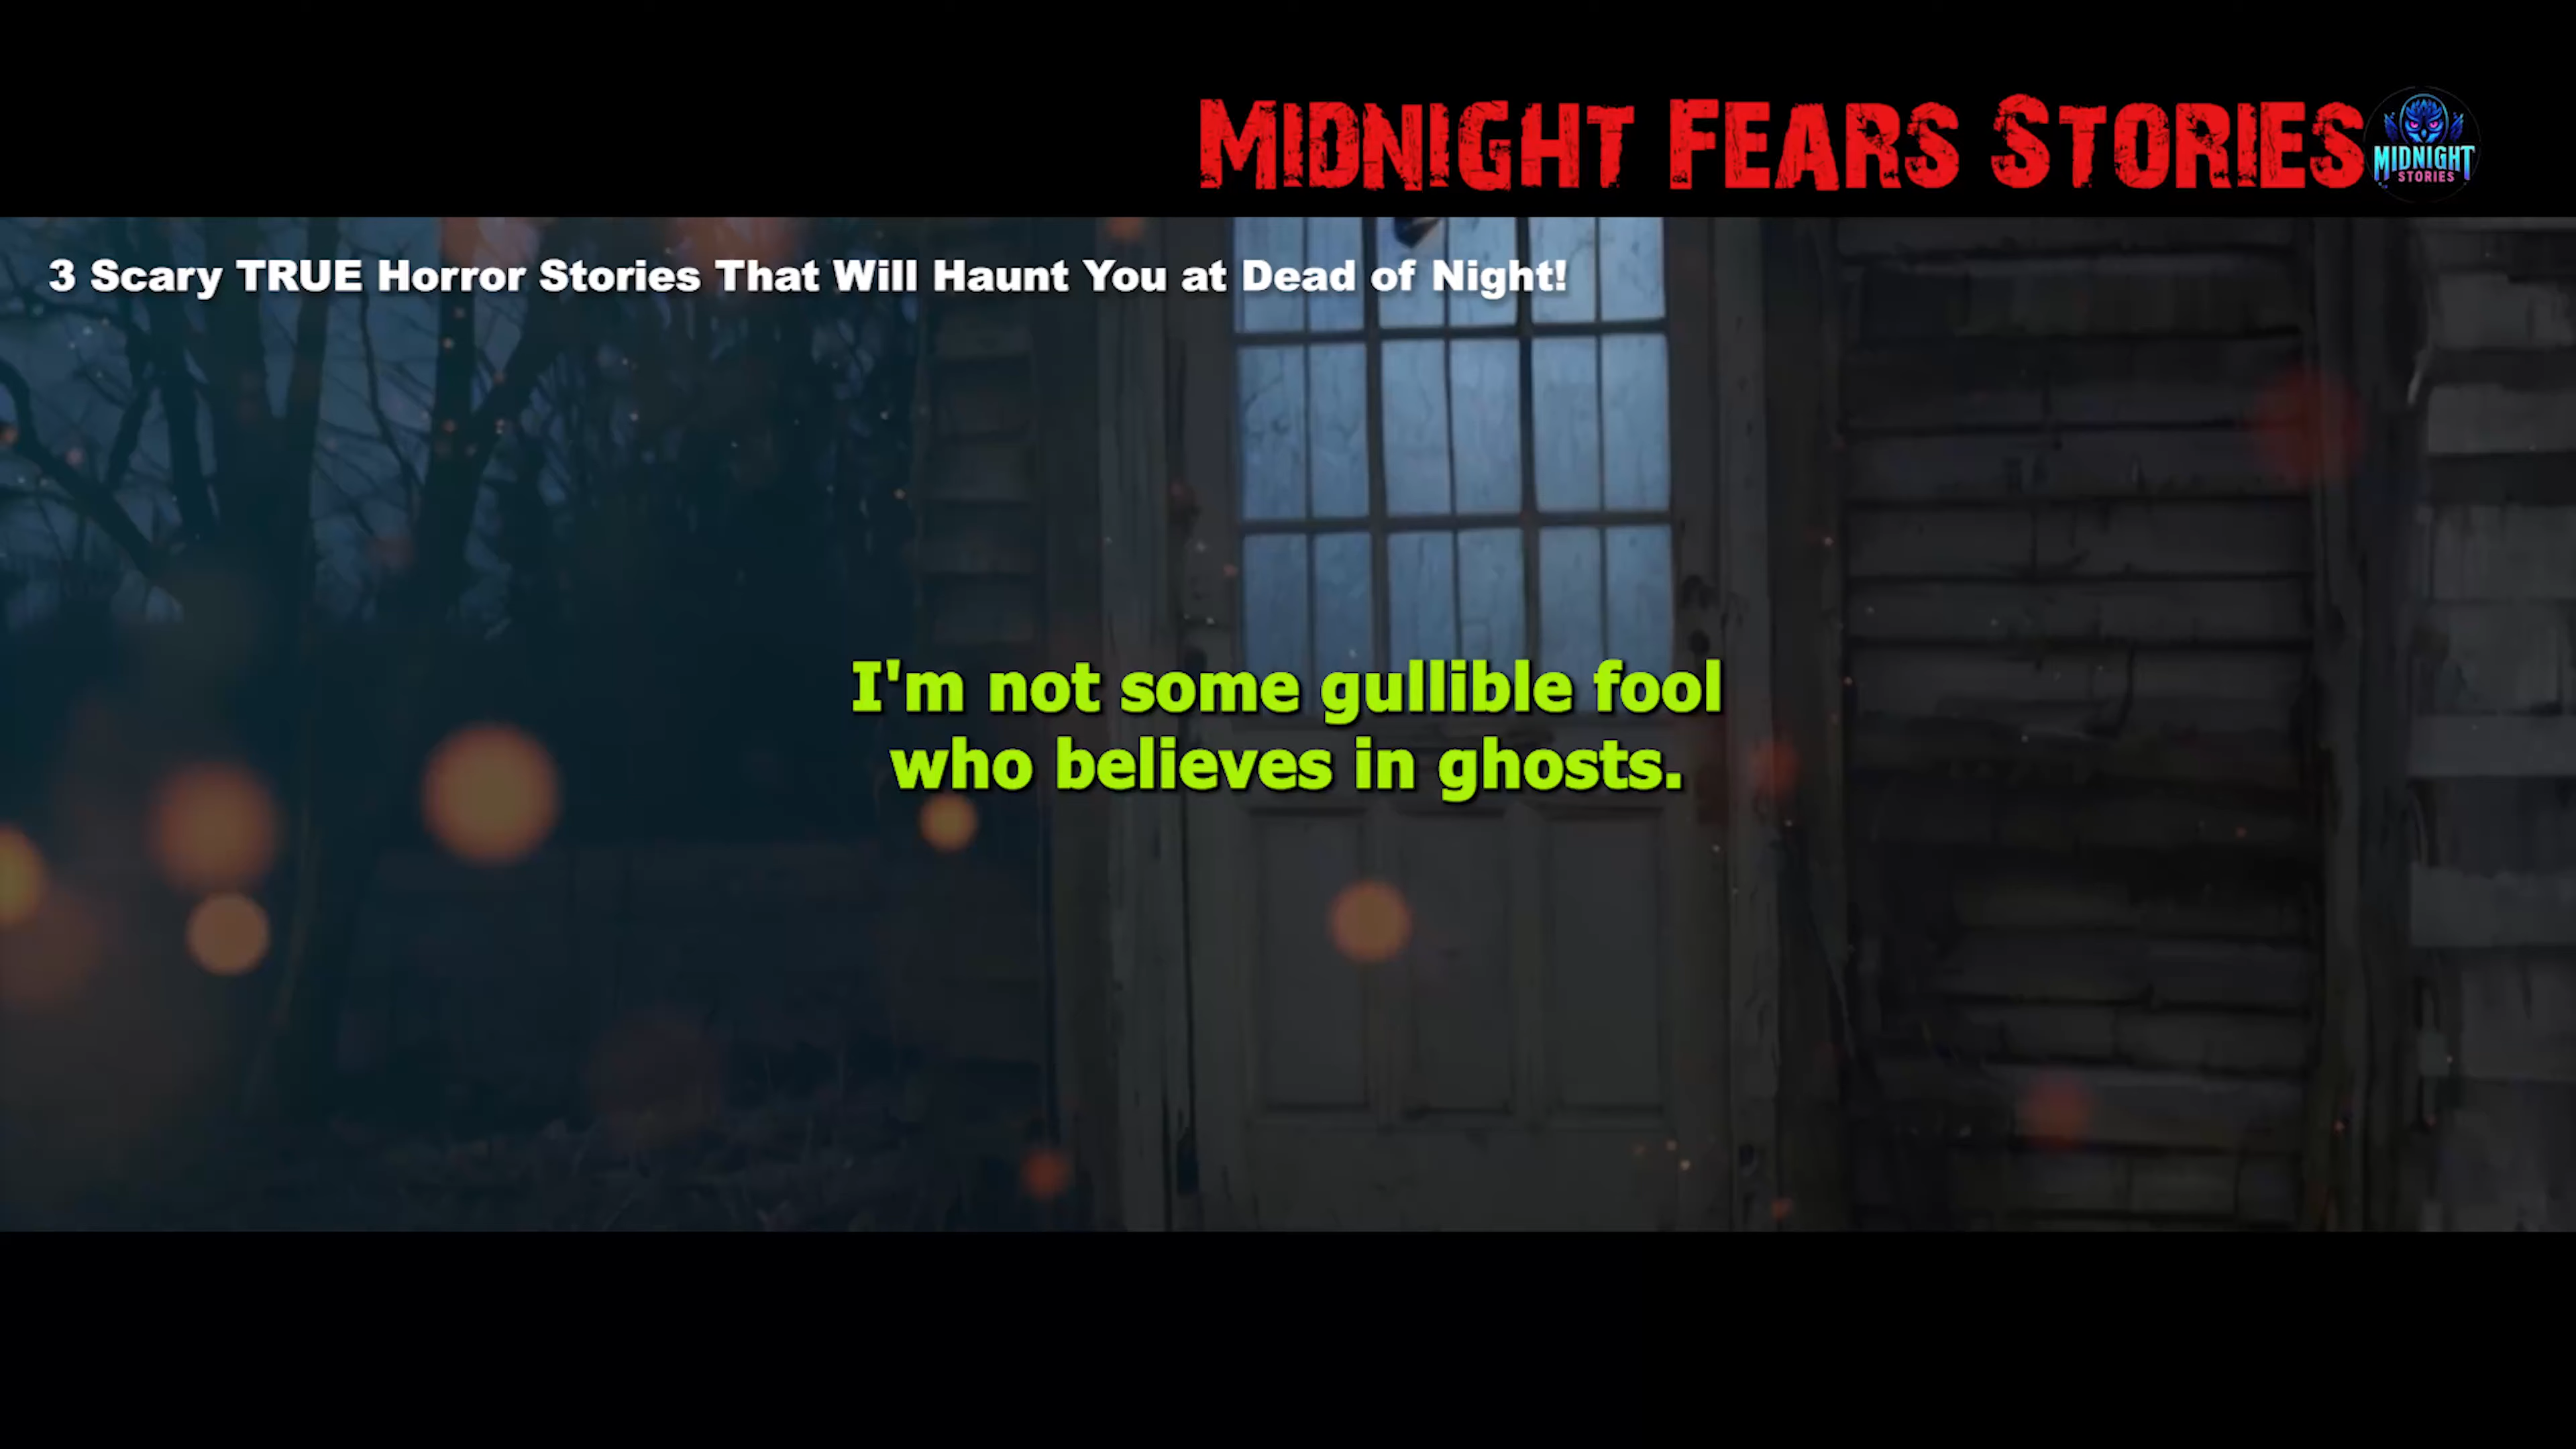 MIDNIGHT FEARS STORIES
MIDNIGHT
STORIES
3 Scary TRUE Horror Stories That Will Haunt You at Dead of Night!
I'm not some gullible fool
who believes in ghosts.